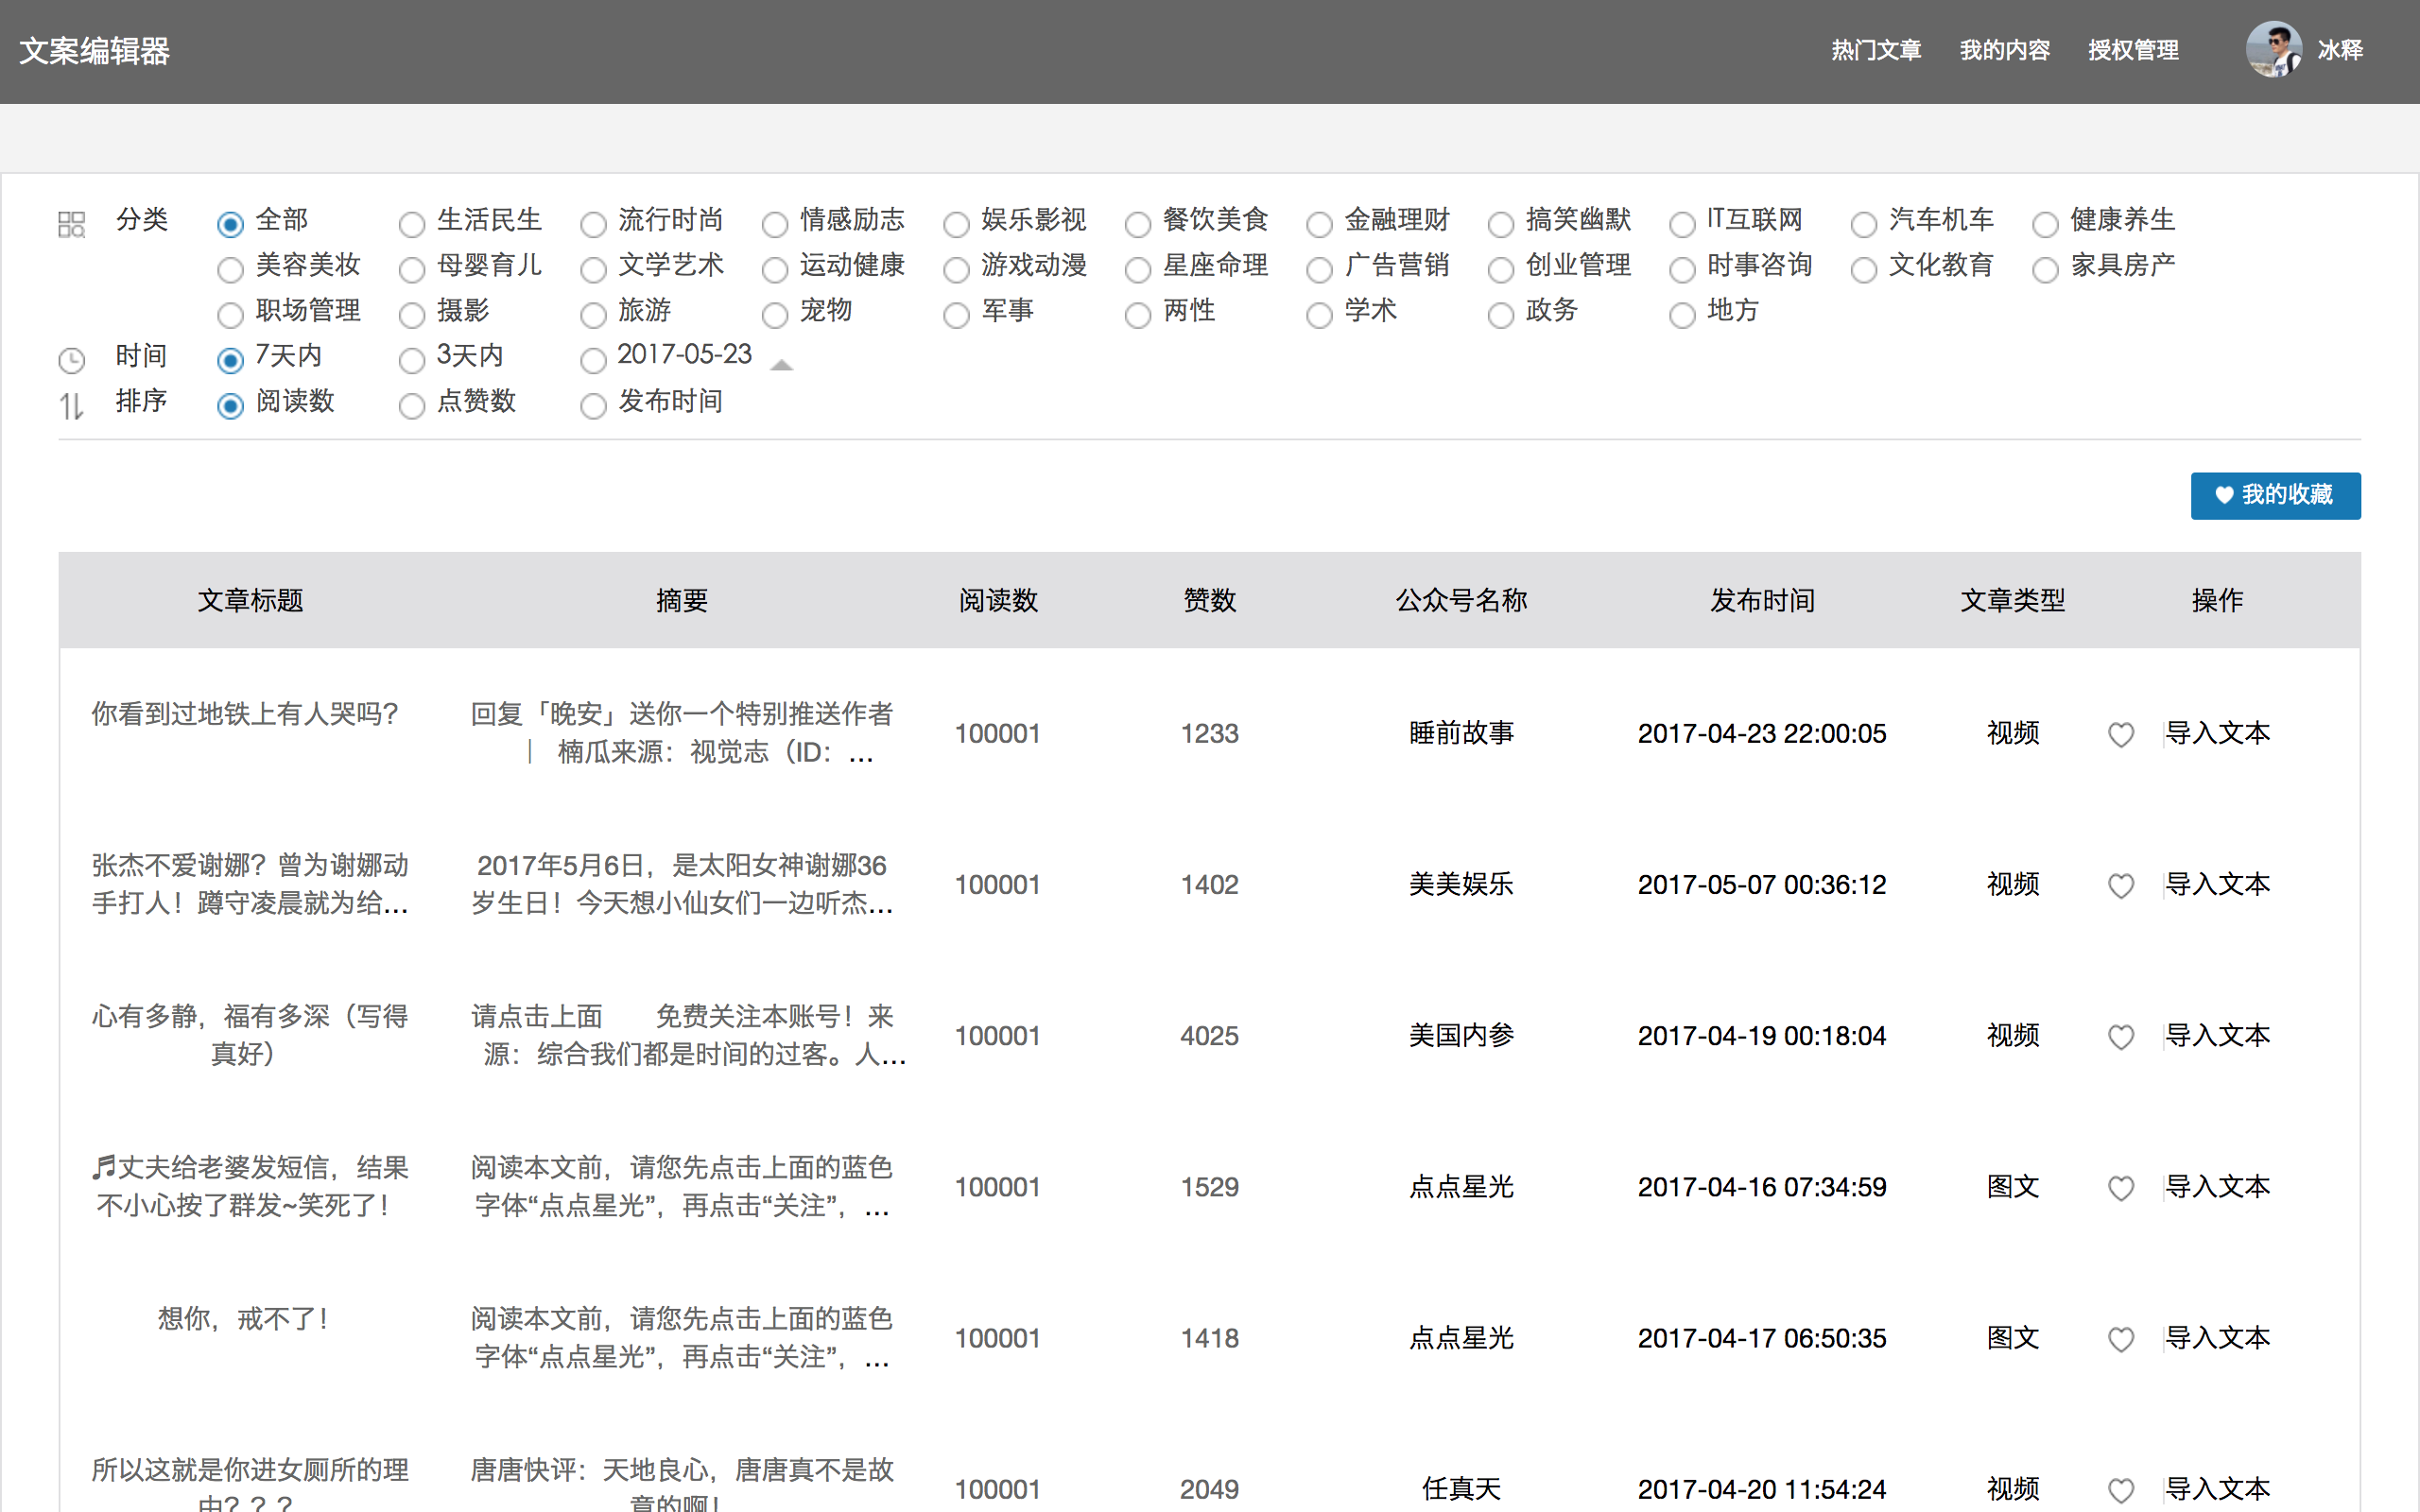 文案编辑器 热门文章 我的内容 授权管理 冰释
分类 全部 生活民生 流行时尚 情感励志 娱乐影视 餐饮美食 金融理财 搞笑幽默 IT互联网 汽车机车 健康养生
美容美妆 母婴育儿 文学艺术 运动健康 游戏动漫 星座命理 广告营销 创业管理 时事咨询 文化教育 家具房产
职场管理 摄影 旅游 宠物 军事 两性 学术 政务 地方
时间 7天内 3天内 2017-05-23
排序 阅读数 点赞数 发布时间
我的收藏
文章标题 摘要 阅读数 赞数 公众号名称 发布时间 文章类型 操作
你看到过地铁上有人哭吗？ 回复「晚安」送你一个特别推送作者
｜ 楠瓜来源：视觉志（ID：...
100001 1233 睡前故事 2017-04-23 22:00:05 视频 导入文本
张杰不爱谢娜？曾为谢娜动
手打人！蹲守凌晨就为给...
2017年5月6日，是太阳女神谢娜36
岁生日！今天想小仙女们一边听杰...
100001 1402 美美娱乐 2017-05-07 00:36:12 视频 导入文本
心有多静，福有多深（写得
真好）
请点击上面　　免费关注本账号！来
源：综合我们都是时间的过客。人...
100001 4025 美国内参 2017-04-19 00:18:04 视频 导入文本
♬丈夫给老婆发短信，结果
不小心按了群发~笑死了！
阅读本文前，请您先点击上面的蓝色
字体“点点星光”，再点击“关注”，...
100001 1529 点点星光 2017-04-16 07:34:59 图文 导入文本
想你，戒不了！
阅读本文前，请您先点击上面的蓝色
字体“点点星光”，再点击“关注”，...
100001 1418 点点星光 2017-04-17 06:50:35 图文 导入文本
所以这就是你进女厕所的理
由？？？
唐唐快评：天地良心，唐唐真不是故
意的啊！
100001 2049 任真天 2017-04-20 11:54:24 视频 导入文本